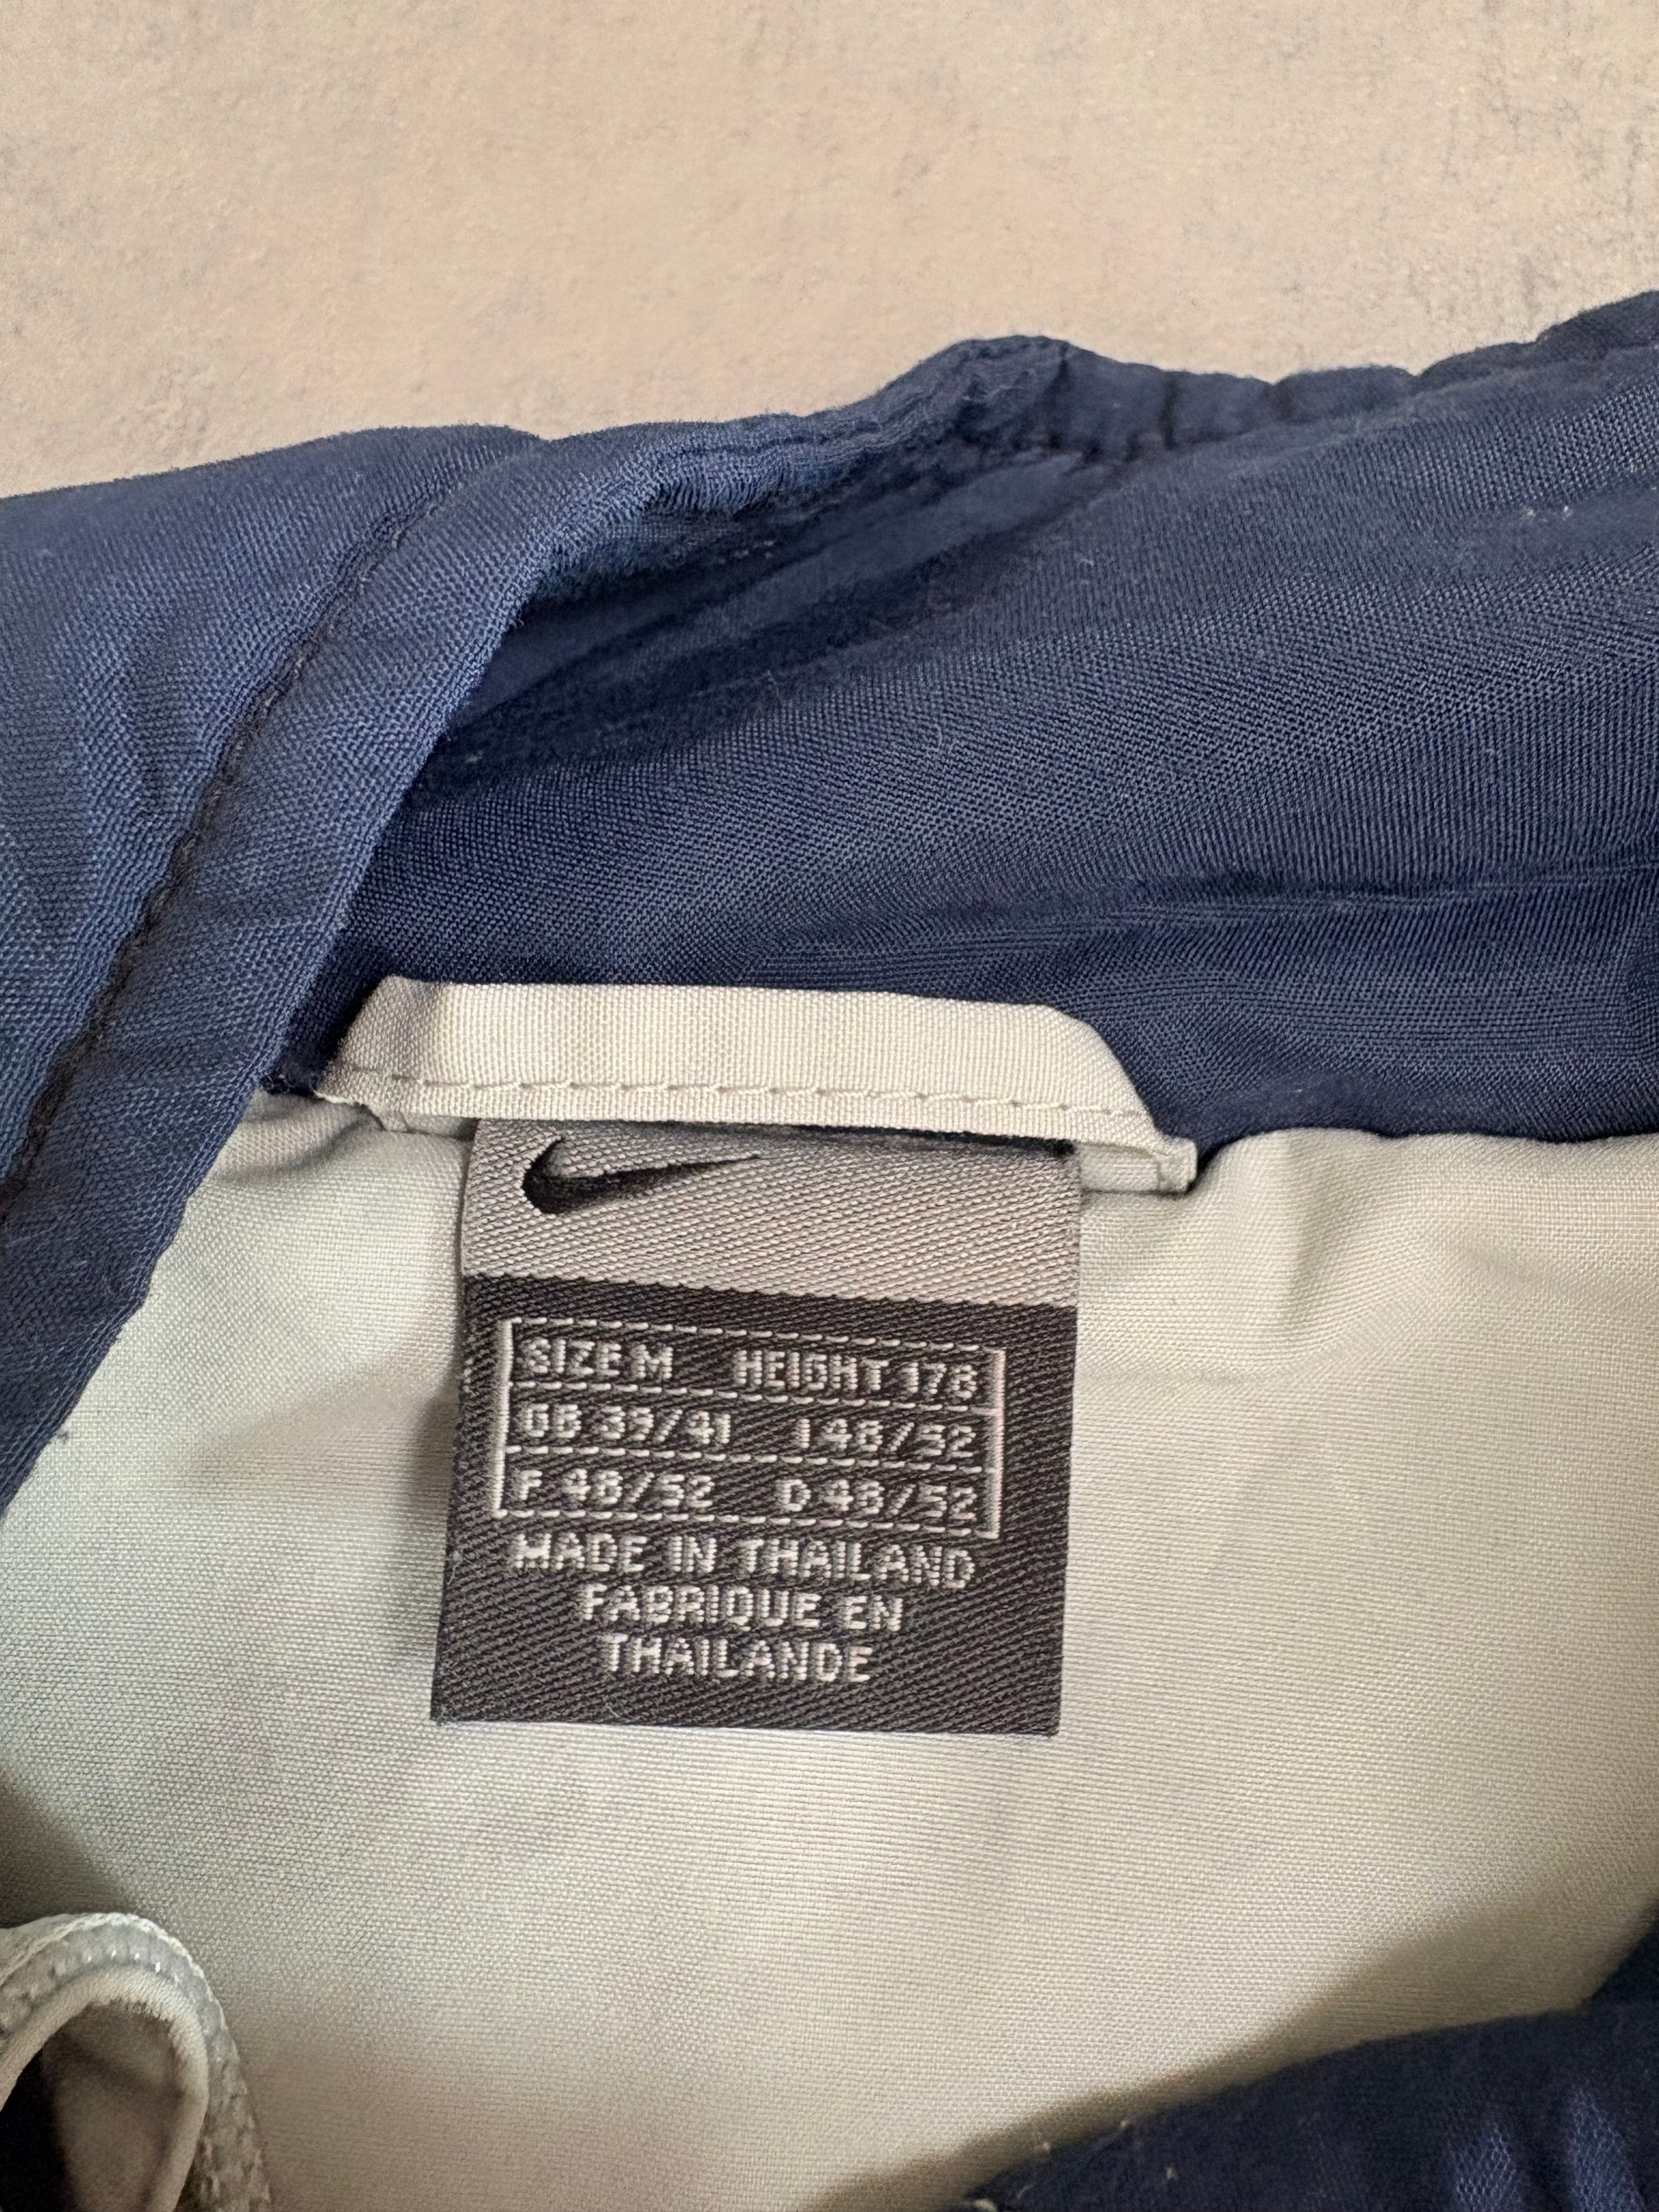 SIZE M HEIGHT 178
GB 39/41 I 48/52
F 48/52 D 48/52
MADE IN THAILAND
FABRIQUE EN
THAILANDE